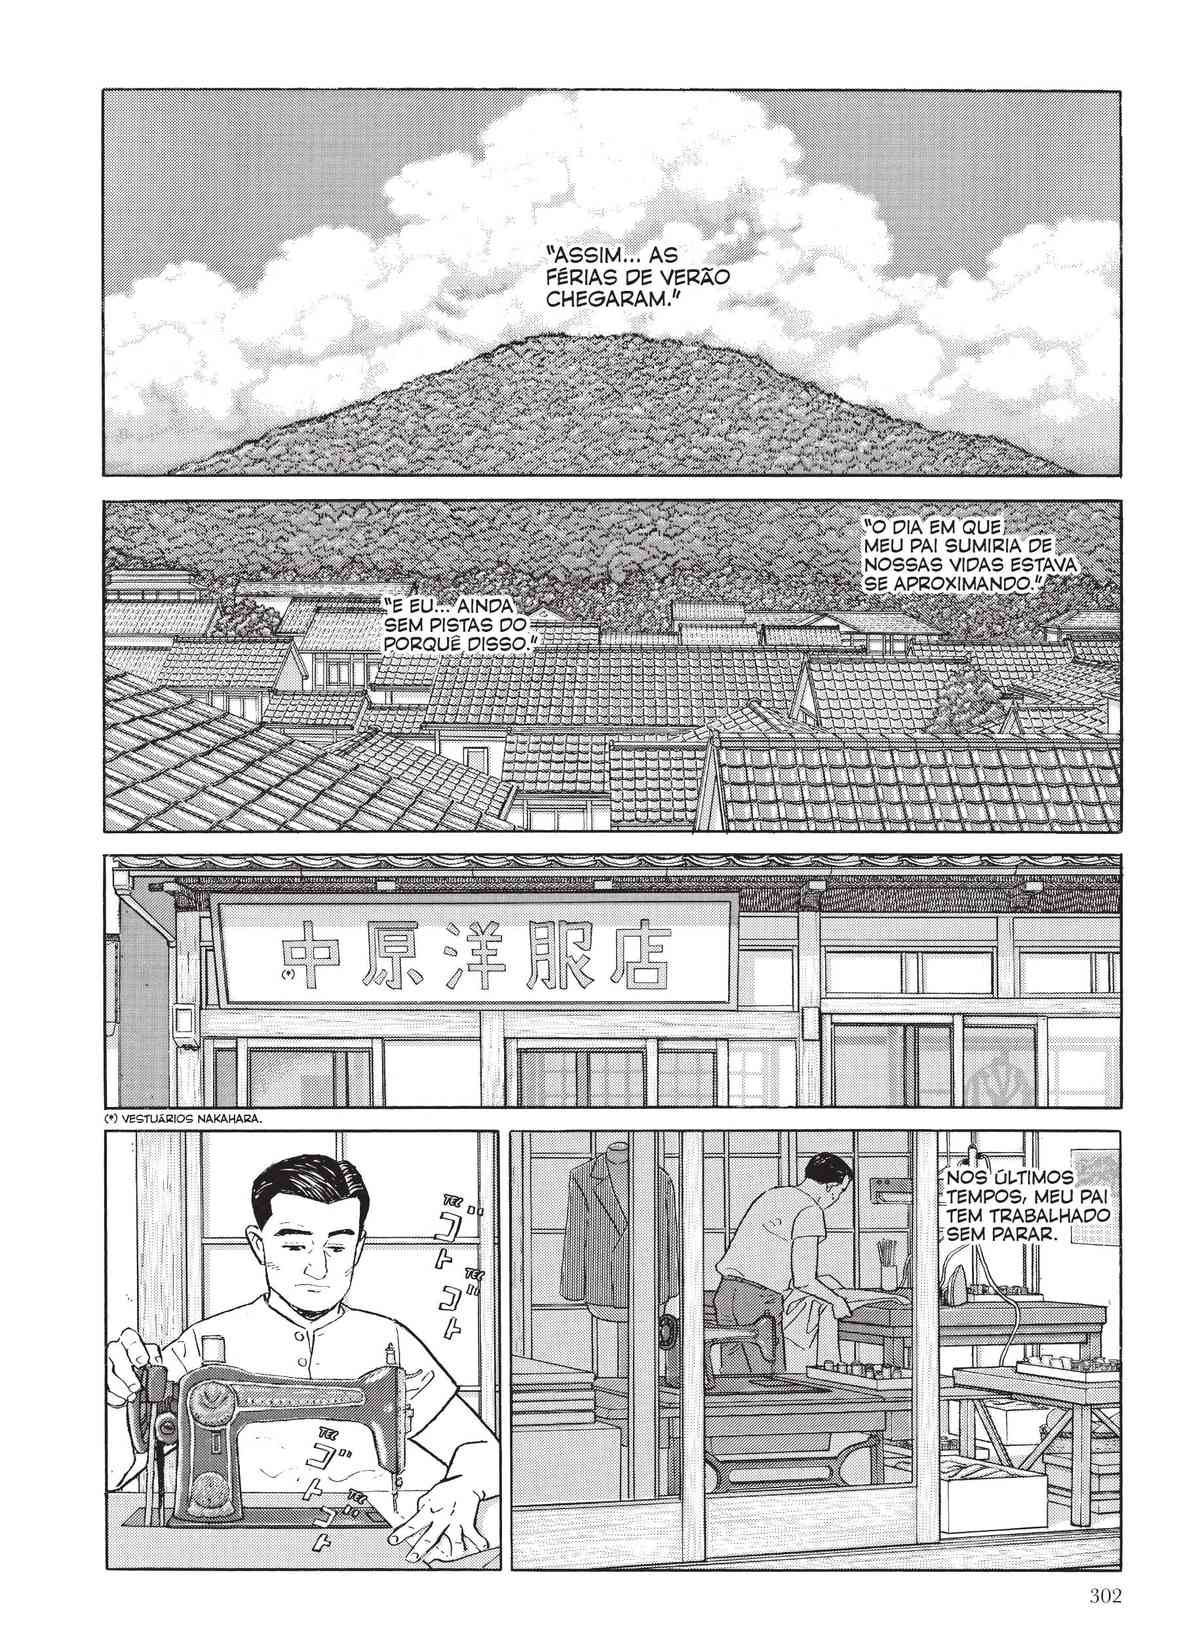 "ASSIM... AS
FÉRIAS DE VERÃO
CHEGARAM."
"O DIA EM QUE
MEU PAI SUMIRIA DE
NOSSAS VIDAS ESTAVA
SE APROXIMANDO."
"E EU... AINDA
SEM PISTAS DO
PORQUÊ DISSO."
中原洋服店
(*)
(*) VESTUÁRIOS NAKAHARA.
TEC
ゴトゴト
TEC
TEC
ゴトゴト
TEC
NOS ÚLTIMOS
TEMPOS, MEU PAI
TEM TRABALHADO
SEM PARAR.
302